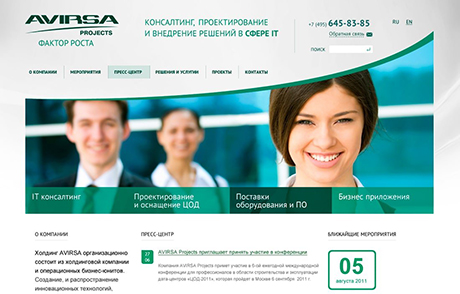 AVIRSA
PROJECTS
ФАКТОР РОСТА
КОНСАЛТИНГ, ПРОЕКТИРОВАНИЕ
И ВНЕДРЕНИЕ РЕШЕНИЙ В СФЕРЕ IT
+7 (495) 645-83-85
Обратная связь
ПОИСК
RU EN
О КОМПАНИИ МЕРОПРИЯТИЯ ПРЕСС-ЦЕНТР РЕШЕНИЯ И УСЛУГИ ПРОЕКТЫ КОНТАКТЫ
IT консалтинг
Проектирование
и оснащение ЦОД
Поставки
оборудования и ПО
Бизнес приложения
О КОМПАНИИ
Холдинг AVIRSA организационно
состоит из холдинговой компании
и операционных бизнес-юнитов.
Создание, и распространение
инновационных технологий,
ПРЕСС-ЦЕНТР
27
06
AVIRSA Projects приглашает принять участие в конференции
Компания AVIRSA Projects примет участие в 6-ой ежегодной международной
конференции для профессионалов в области строительства и эксплуатации
дата-центров «ЦОД-2011», которая пройдет в Москве 6 сентября 2011 г.
БЛИЖАЙШИЕ МЕРОПРИЯТИЯ
05
августа 2011